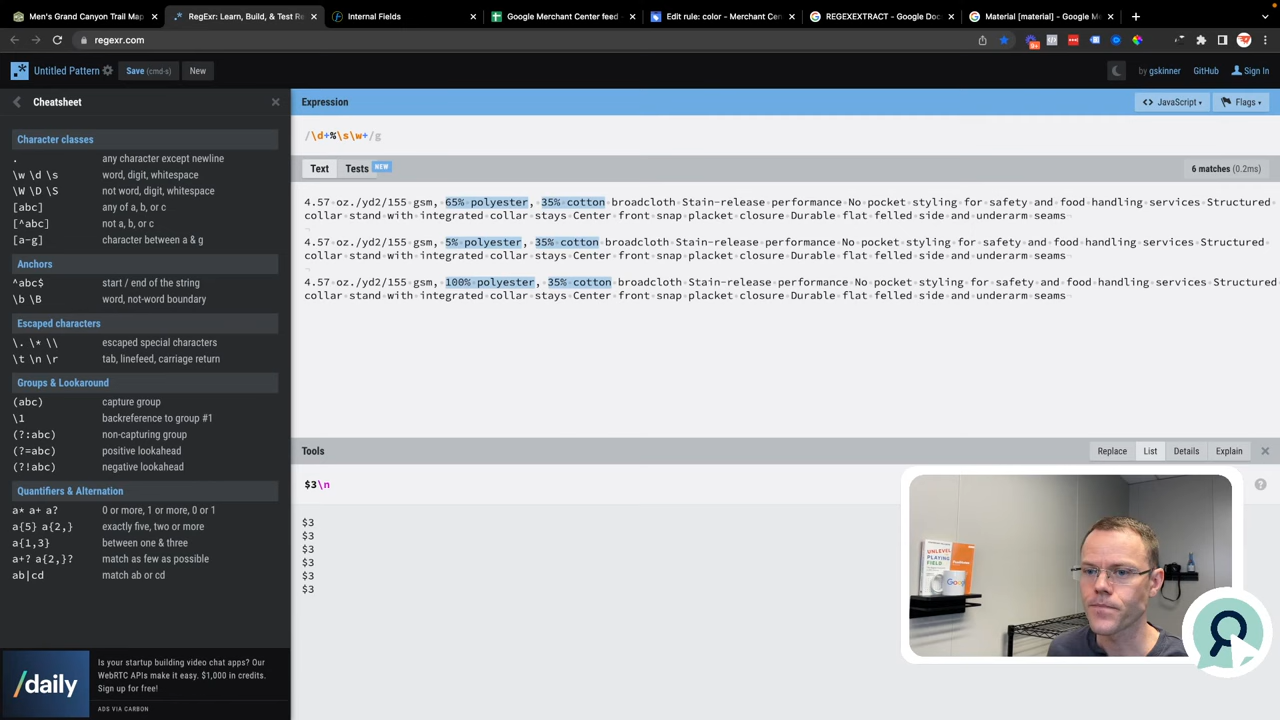 Men's Grand Canyon Trail Map
RegExr: Learn, Build, & Test Re
Internal Fields
Google Merchant Center feed
Edit rule: color - Merchant Cen
REGEXEXTRACT - Google Doc
Material [material] - Google M
regexr.com
Untitled Pattern
Save (cmd-s)
New
by gskinner
GitHub
Sign In
Cheatsheet
Character classes
. any character except newline
\w \d \s word, digit, whitespace
\W \D \S not word, digit, whitespace
[abc] any of a, b, or c
[^abc] not a, b, or c
[a-g] character between a & g
Anchors
^abc$ start / end of the string
\b \B word, not-word boundary
Escaped characters
\. \* \\ escaped special characters
\t \n \r tab, linefeed, carriage return
Groups & Lookaround
(abc) capture group
\1 backreference to group #1
(?:abc) non-capturing group
(?=abc) positive lookahead
(?!abc) negative lookahead
Quantifiers & Alternation
a* a+ a? 0 or more, 1 or more, 0 or 1
a{5} a{2,} exactly five, two or more
a{1,3} between one & three
a+? a{2,}? match as few as possible
ab|cd match ab or cd
/daily
Is your startup building video chat apps? Our
WebRTC APIs make it easy. $1,000 in credits.
Sign up for free!
ADS VIA CARBON
Expression
<> JavaScript
Flags
/\d+%\s\w+/g
Text
Tests NEW
6 matches (0.2ms)
4.57 oz./yd2/155 gsm, 65% polyester, 35% cotton broadcloth Stain-release performance No pocket styling for safety and food handling services Structured
collar stand with integrated collar stays Center front snap placket closure Durable flat felled side and underarm seams
4.57 oz./yd2/155 gsm, 5% polyester, 35% cotton broadcloth Stain-release performance No pocket styling for safety and food handling services Structured
collar stand with integrated collar stays Center front snap placket closure Durable flat felled side and underarm seams
4.57 oz./yd2/155 gsm, 100% polyester, 35% cotton broadcloth Stain-release performance No pocket styling for safety and food handling services Structured
collar stand with integrated collar stays Center front snap placket closure Durable flat felled side and underarm seams
Tools
Replace
List
Details
Explain
$3\n
$3
$3
$3
$3
$3
$3
UNLEVEL
PLAYING
FIELD
Goog